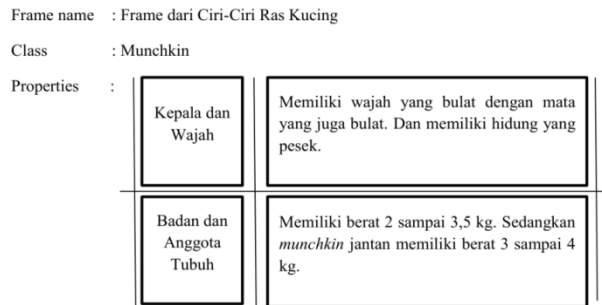 Frame name : Frame dari Ciri-Ciri Ras Kucing
Class : Munchkin
Properties :
Kepala dan
Wajah
Memiliki wajah yang bulat dengan mata
yang juga bulat. Dan memiliki hidung yang
pesek.
Badan dan
Anggota
Tubuh
Memiliki berat 2 sampai 3,5 kg. Sedangkan
munchkin jantan memiliki berat 3 sampai 4
kg.